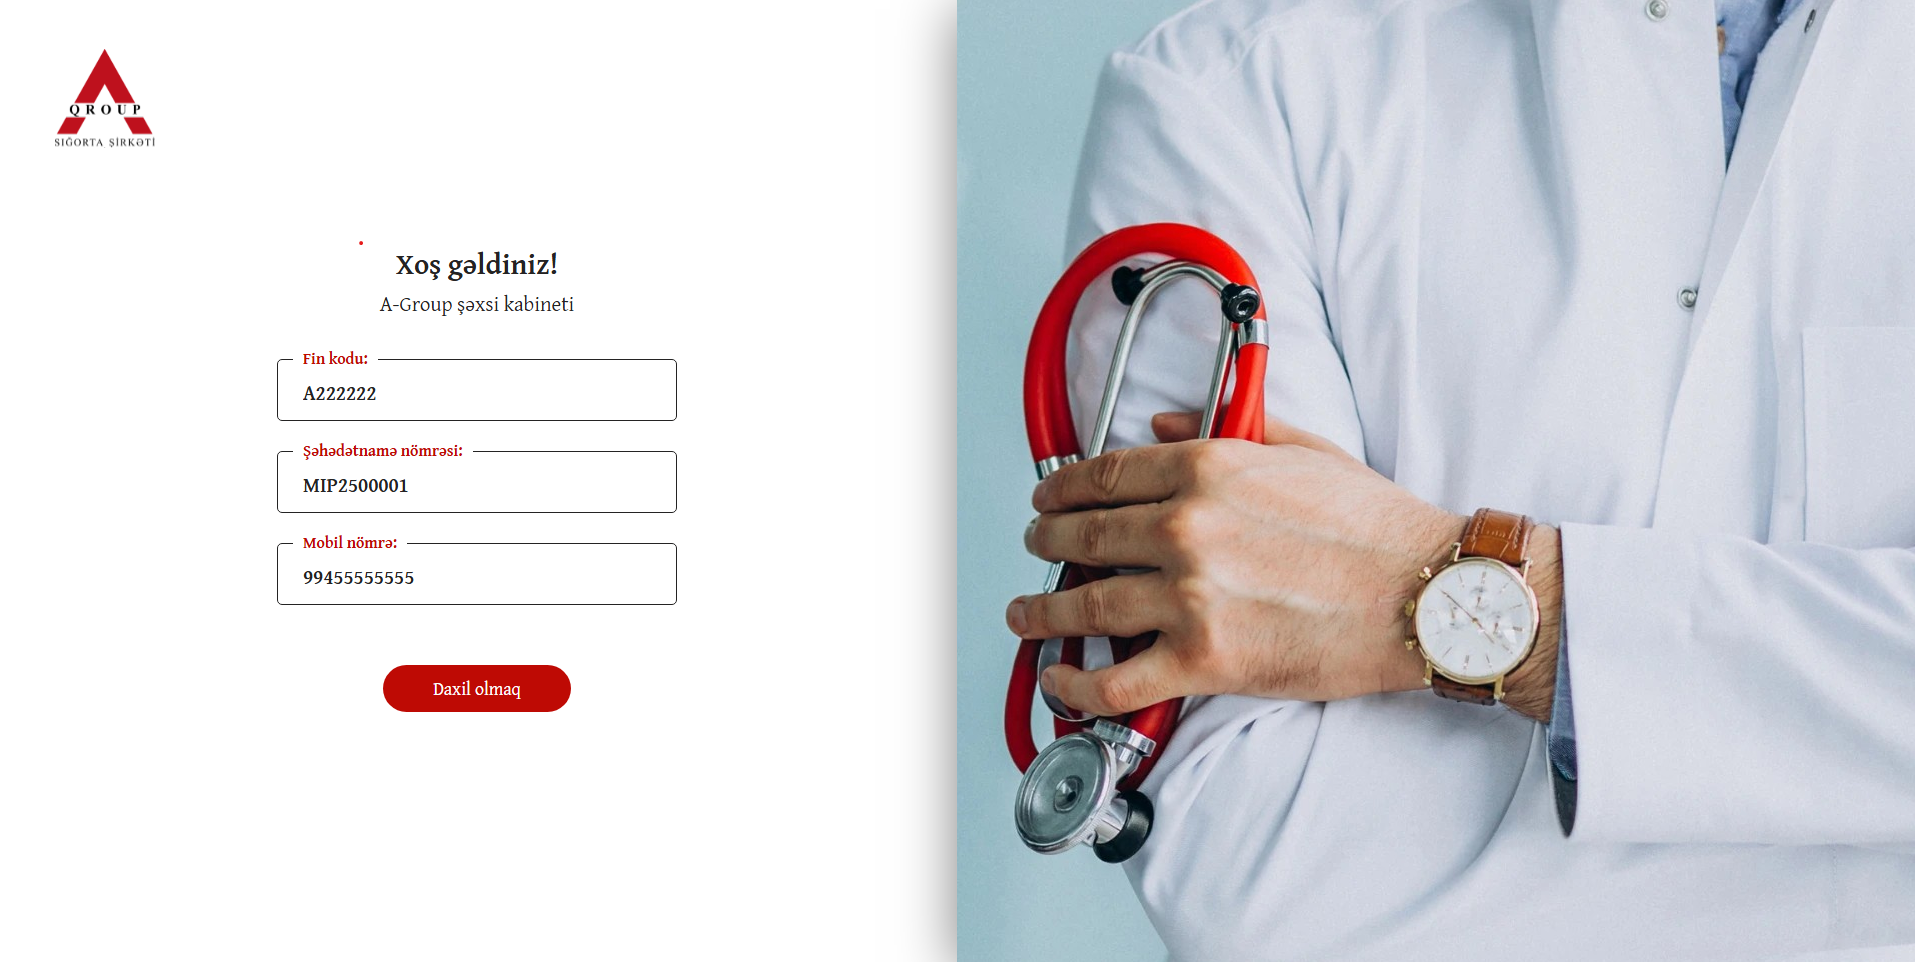 QROUP
SIĞORTA ŞİRKƏTİ
Xoş gəldiniz!
A-Group şəxsi kabineti
Fin kodu:
A222222
Şəhədətnamə nömrəsi:
MIP2500001
Mobil nömrə:
99455555555
Daxil olmaq